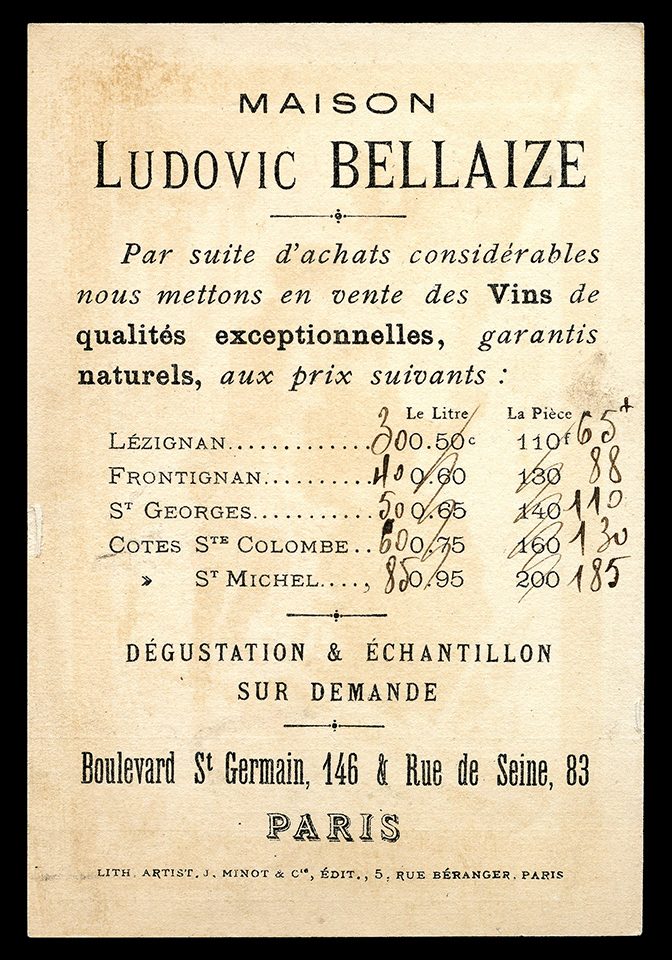 MAISON
LUDOVIC BELLAIZE
Par suite d'achats considérables
nous mettons en vente des Vins de
qualités exceptionnelles, garantis
naturels, aux prix suivants :
Le Litre La Pièce
LÉZIGNAN............. 30 0.50c 110f 65f
FRONTIGNAN.......... 40 0.60 130 88
ST GEORGES........... 50 0.65 140 110
COTES STE COLOMBE.. 60 0.75 160 130
» ST MICHEL...., 85 0.95 200 185
DÉGUSTATION & ÉCHANTILLON
SUR DEMANDE
Boulevard St Germain, 146 & Rue de Seine, 83
PARIS
LITH. ARTIST. J. MINOT & Cie, ÉDIT., 5, RUE BÉRANGER. PARIS